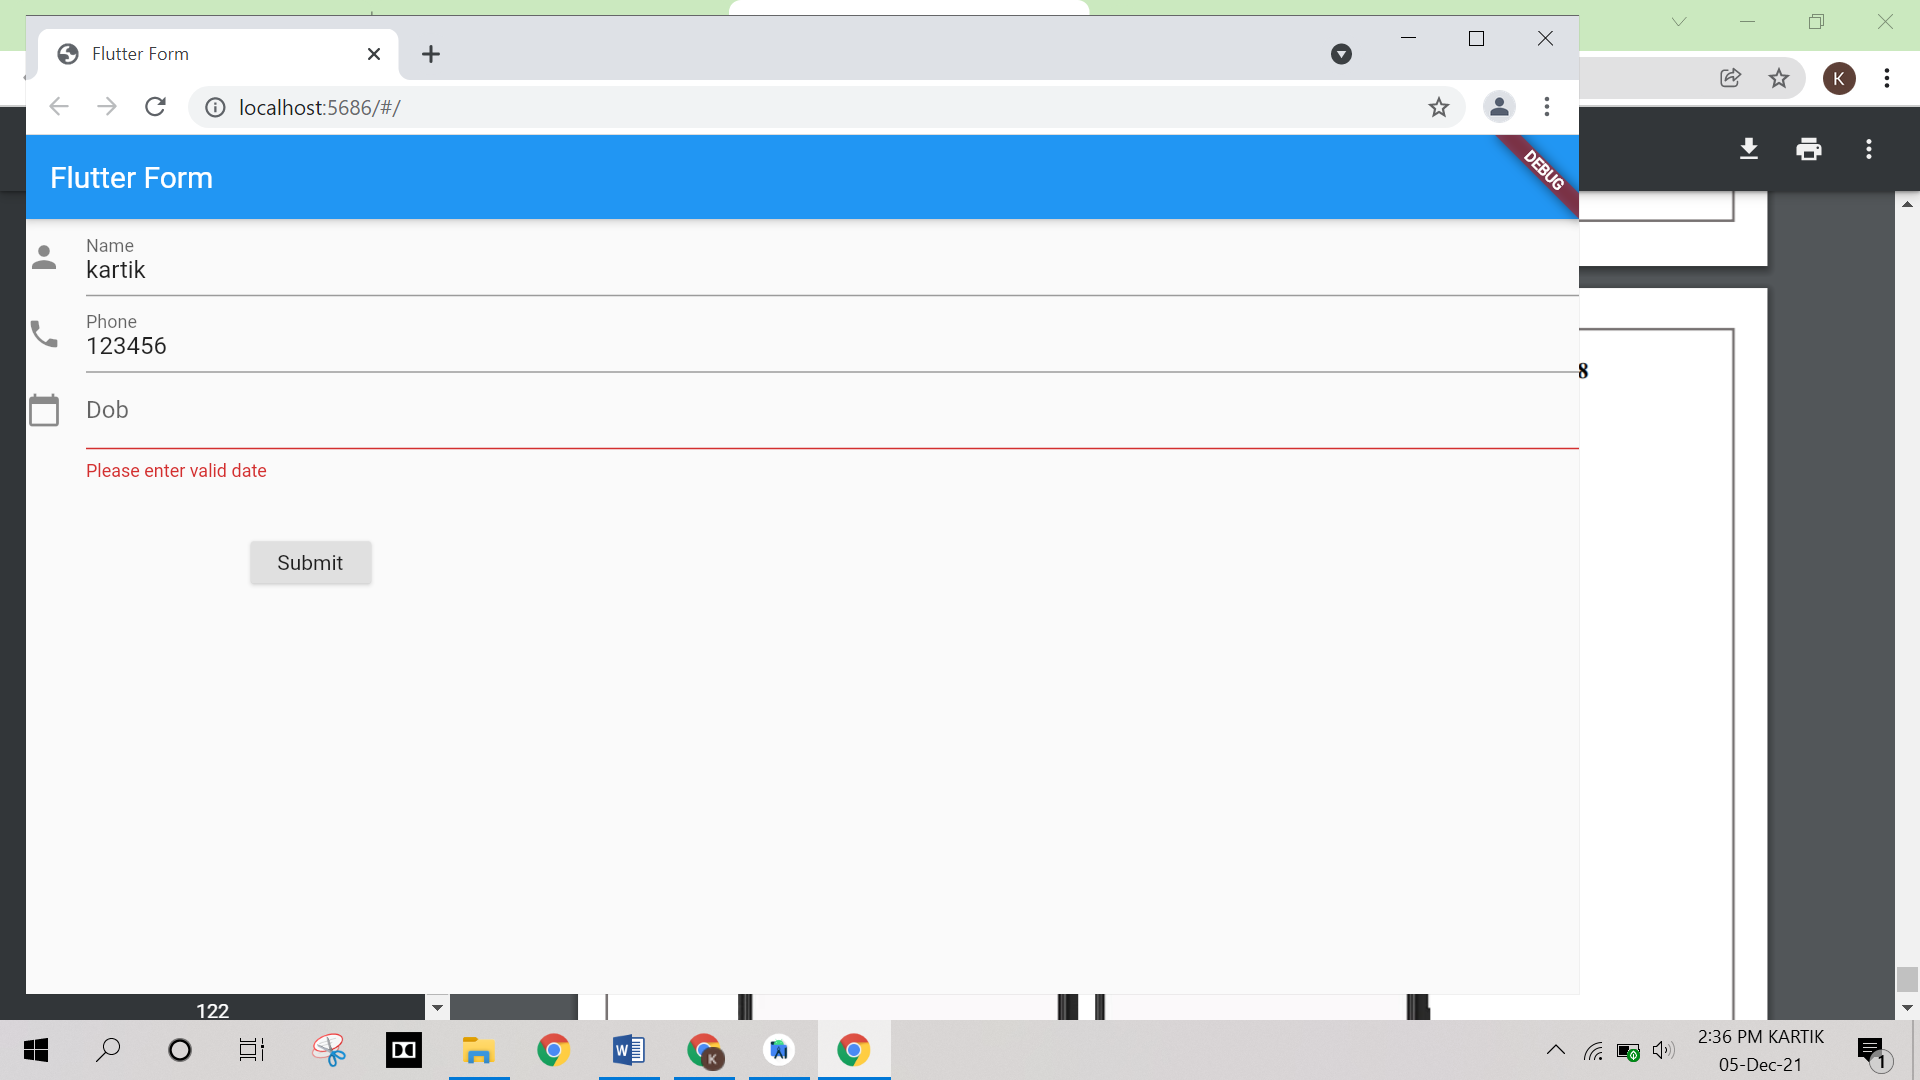 Flutter Form
localhost:5686/#/
K
Flutter Form
DEBUG
Name
kartik
Phone
123456
8
Dob
Please enter valid date
Submit
122
W
K
2:36 PM KARTIK
05-Dec-21
1